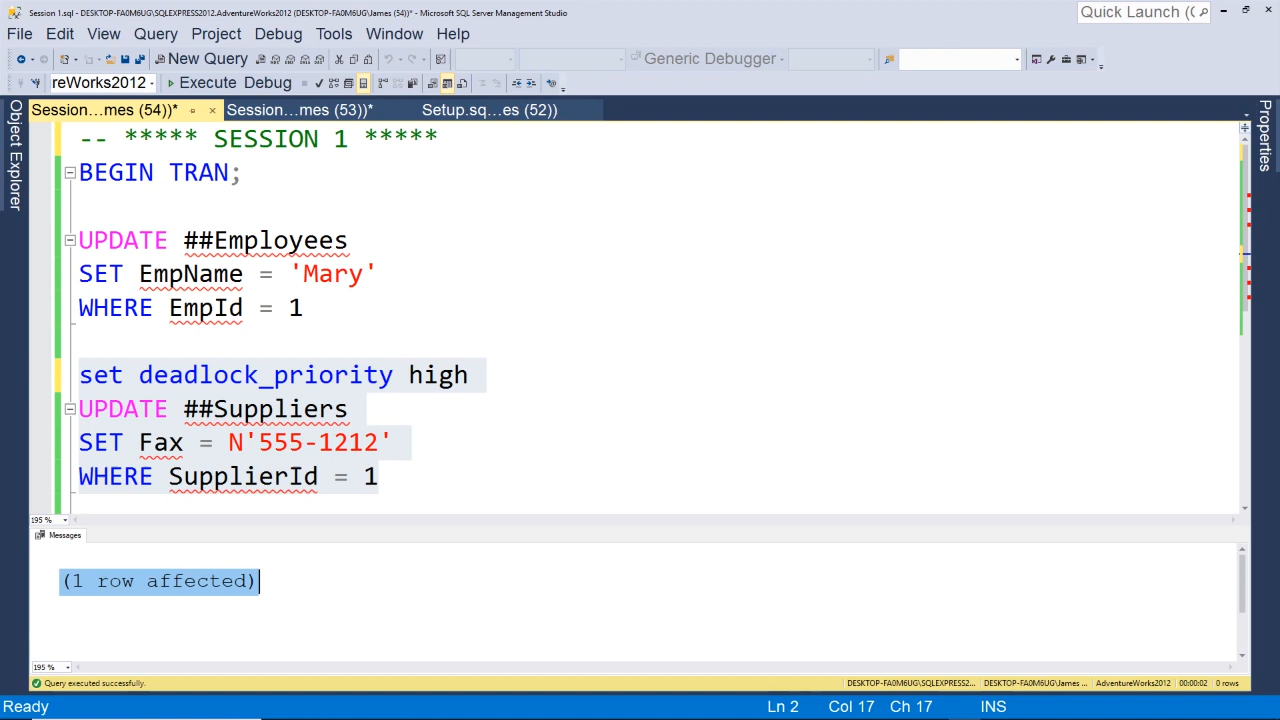 Session 1.sql - DESKTOP-FA0M6UG\SQLEXPRESS2012.AdventureWorks2012 (DESKTOP-FA0M6UG\James (54))* - Microsoft SQL Server Management Studio
Quick Launch (C
File Edit View Query Project Debug Tools Window Help
New Query
Generic Debugger
reWorks2012 Execute Debug
Session...mes (54))* Session...mes (53))* Setup.sq...es (52))
Object Explorer
Properties
-- ***** SESSION 1 *****
BEGIN TRAN;
UPDATE ##Employees
SET EmpName = 'Mary'
WHERE EmpId = 1
set deadlock_priority high
UPDATE ##Suppliers
SET Fax = N'555-1212'
WHERE SupplierId = 1
195 %
Messages
(1 row affected)
195 %
Query executed successfully. DESKTOP-FA0M6UG\SQLEXPRESS2... DESKTOP-FA0M6UG\James ... AdventureWorks2012 00:00:02 0 rows
Ready Ln 2 Col 17 Ch 17 INS